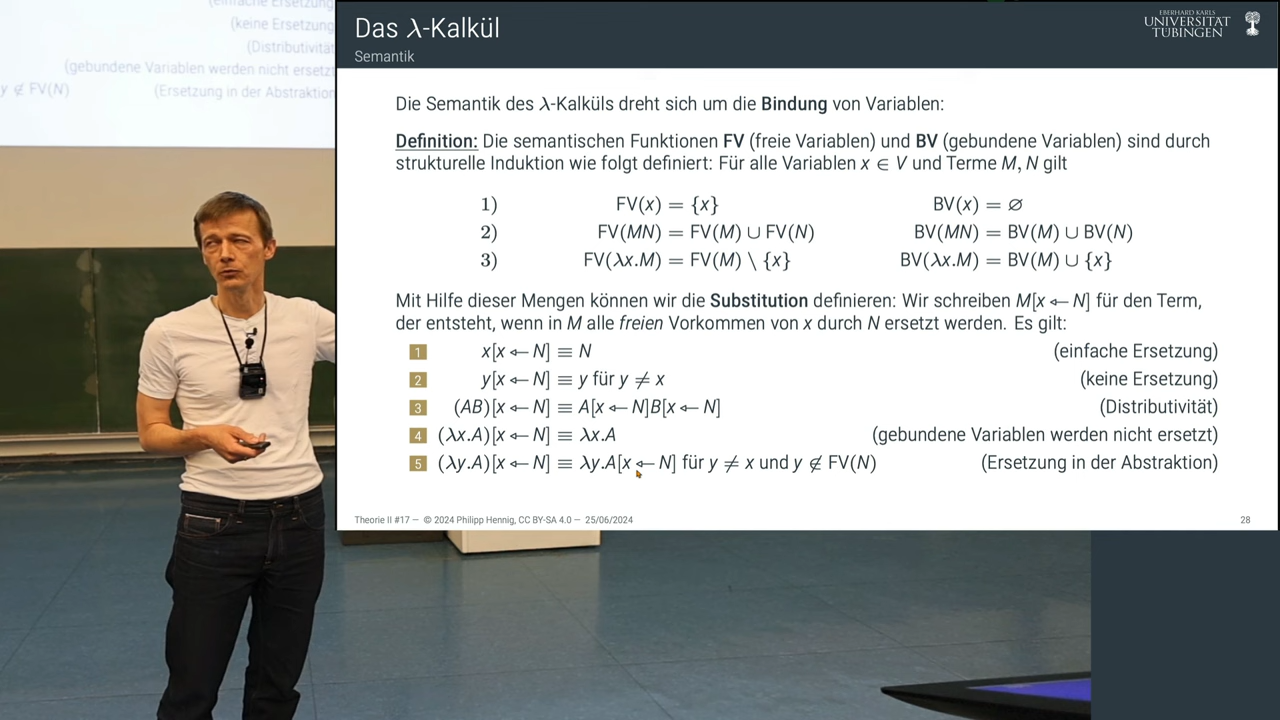 (einfache Ersetzung)
(keine Ersetzung
(Distributivität
(gebundene Variablen werden nicht ersetzt
y ∉ FV(N)
(Ersetzung in der Abstraktion)
Das λ-Kalkül
Semantik
EBERHARD KARLS
UNIVERSITÄT
TÜBINGEN
Die Semantik des λ-Kalküls dreht sich um die Bindung von Variablen:
Definition: Die semantischen Funktionen FV (freie Variablen) und BV (gebundene Variablen) sind durch
strukturelle Induktion wie folgt definiert: Für alle Variablen x ∈ V und Terme M, N gilt
1) FV(x) = {x} BV(x) = ∅
2) FV(MN) = FV(M) ∪ FV(N) BV(MN) = BV(M) ∪ BV(N)
3) FV(λx.M) = FV(M) \ {x} BV(λx.M) = BV(M) ∪ {x}
Mit Hilfe dieser Mengen können wir die Substitution definieren: Wir schreiben M[x ← N] für den Term,
der entsteht, wenn in M alle freien Vorkommen von x durch N ersetzt werden. Es gilt:
1 x[x ← N] ≡ N (einfache Ersetzung)
2 y[x ← N] ≡ y für y ≠ x (keine Ersetzung)
3 (AB)[x ← N] ≡ A[x ← N]B[x ← N] (Distributivität)
4 (λx.A)[x ← N] ≡ λx.A (gebundene Variablen werden nicht ersetzt)
5 (λy.A)[x ← N] ≡ λy.A[x ← N] für y ≠ x und y ∉ FV(N) (Ersetzung in der Abstraktion)
Theorie II #17 — © 2024 Philipp Hennig, CC BY-SA 4.0 — 25/06/2024
28